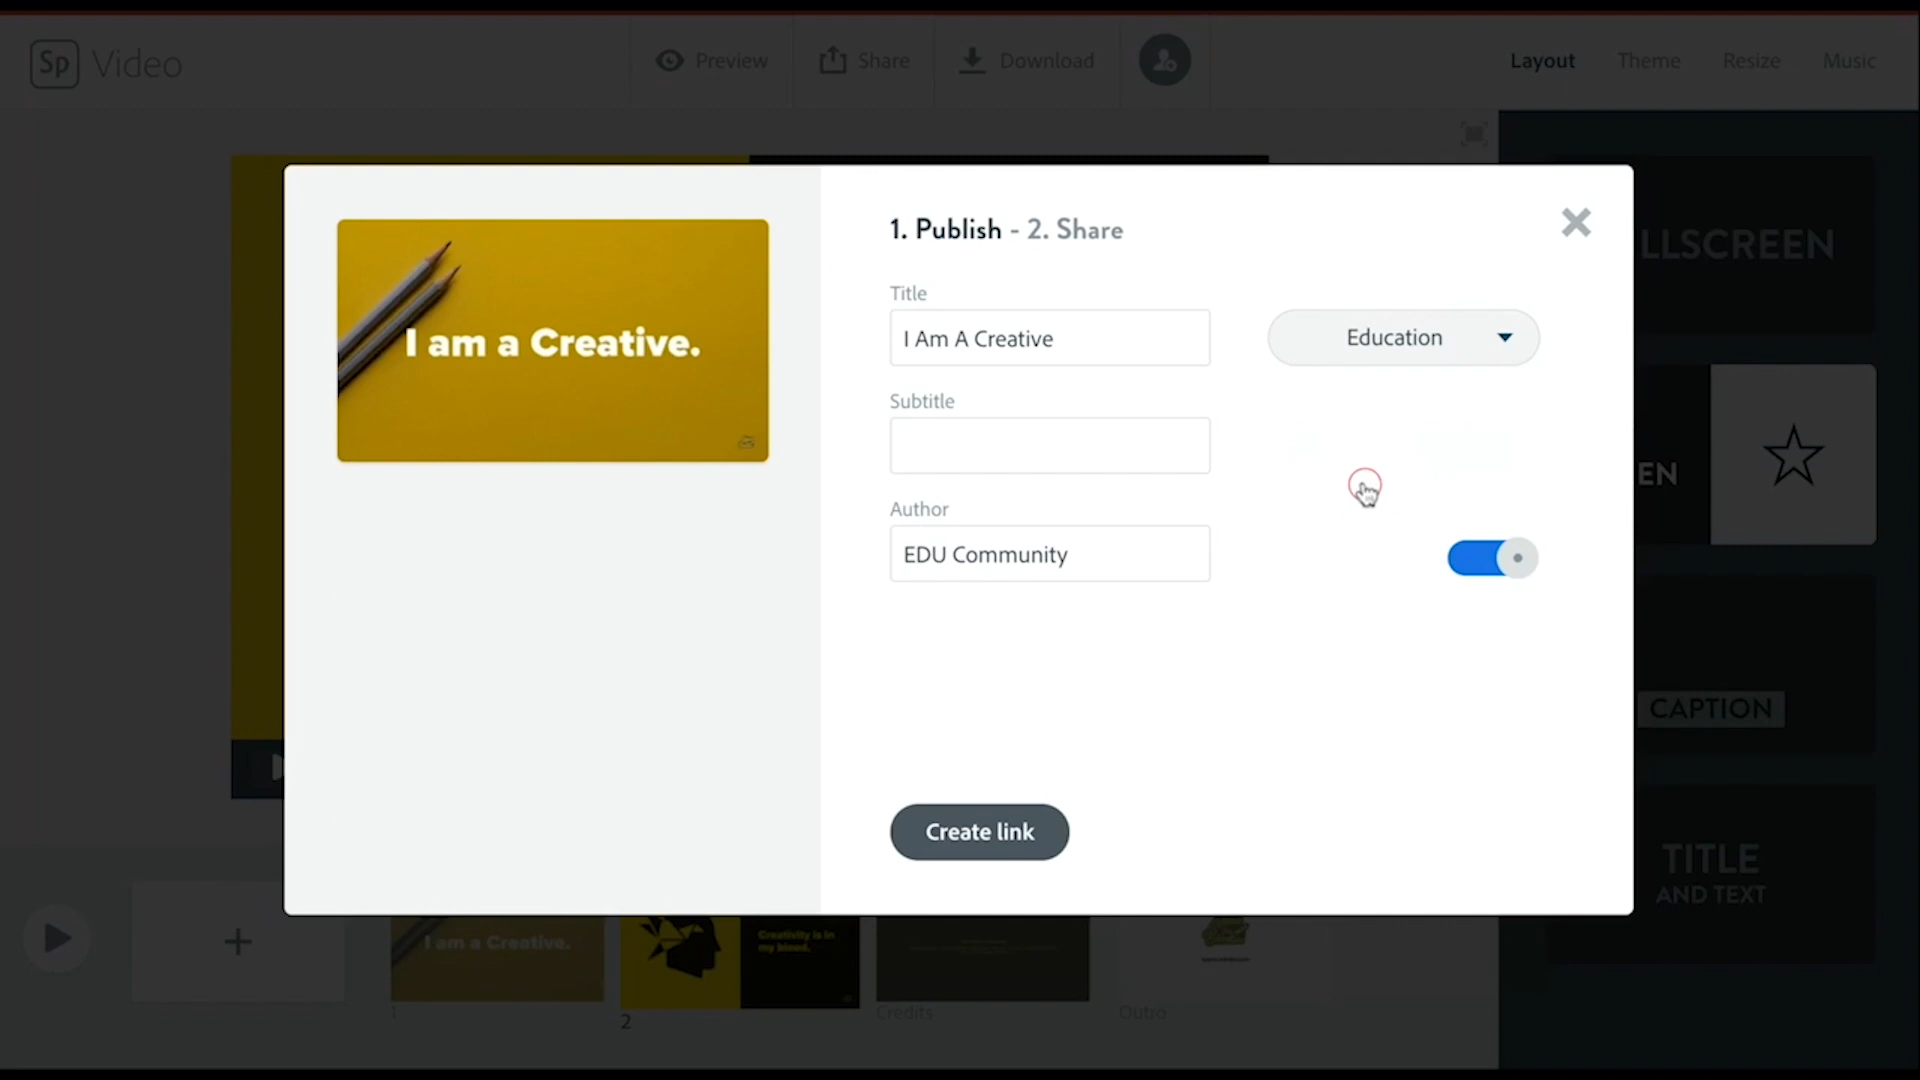 Sp Video
Preview
Share
Download
Layout
Theme
Resize
Music
1. Publish - 2. Share
Title
I Am A Creative
Education
Subtitle
Author
EDU Community
Create link
I am a Creative.
LLSCREEN
EN
CAPTION
TITLE
AND TEXT
I am a Creative.
Creativity is in
my blood.
1
2
Credits
Outro